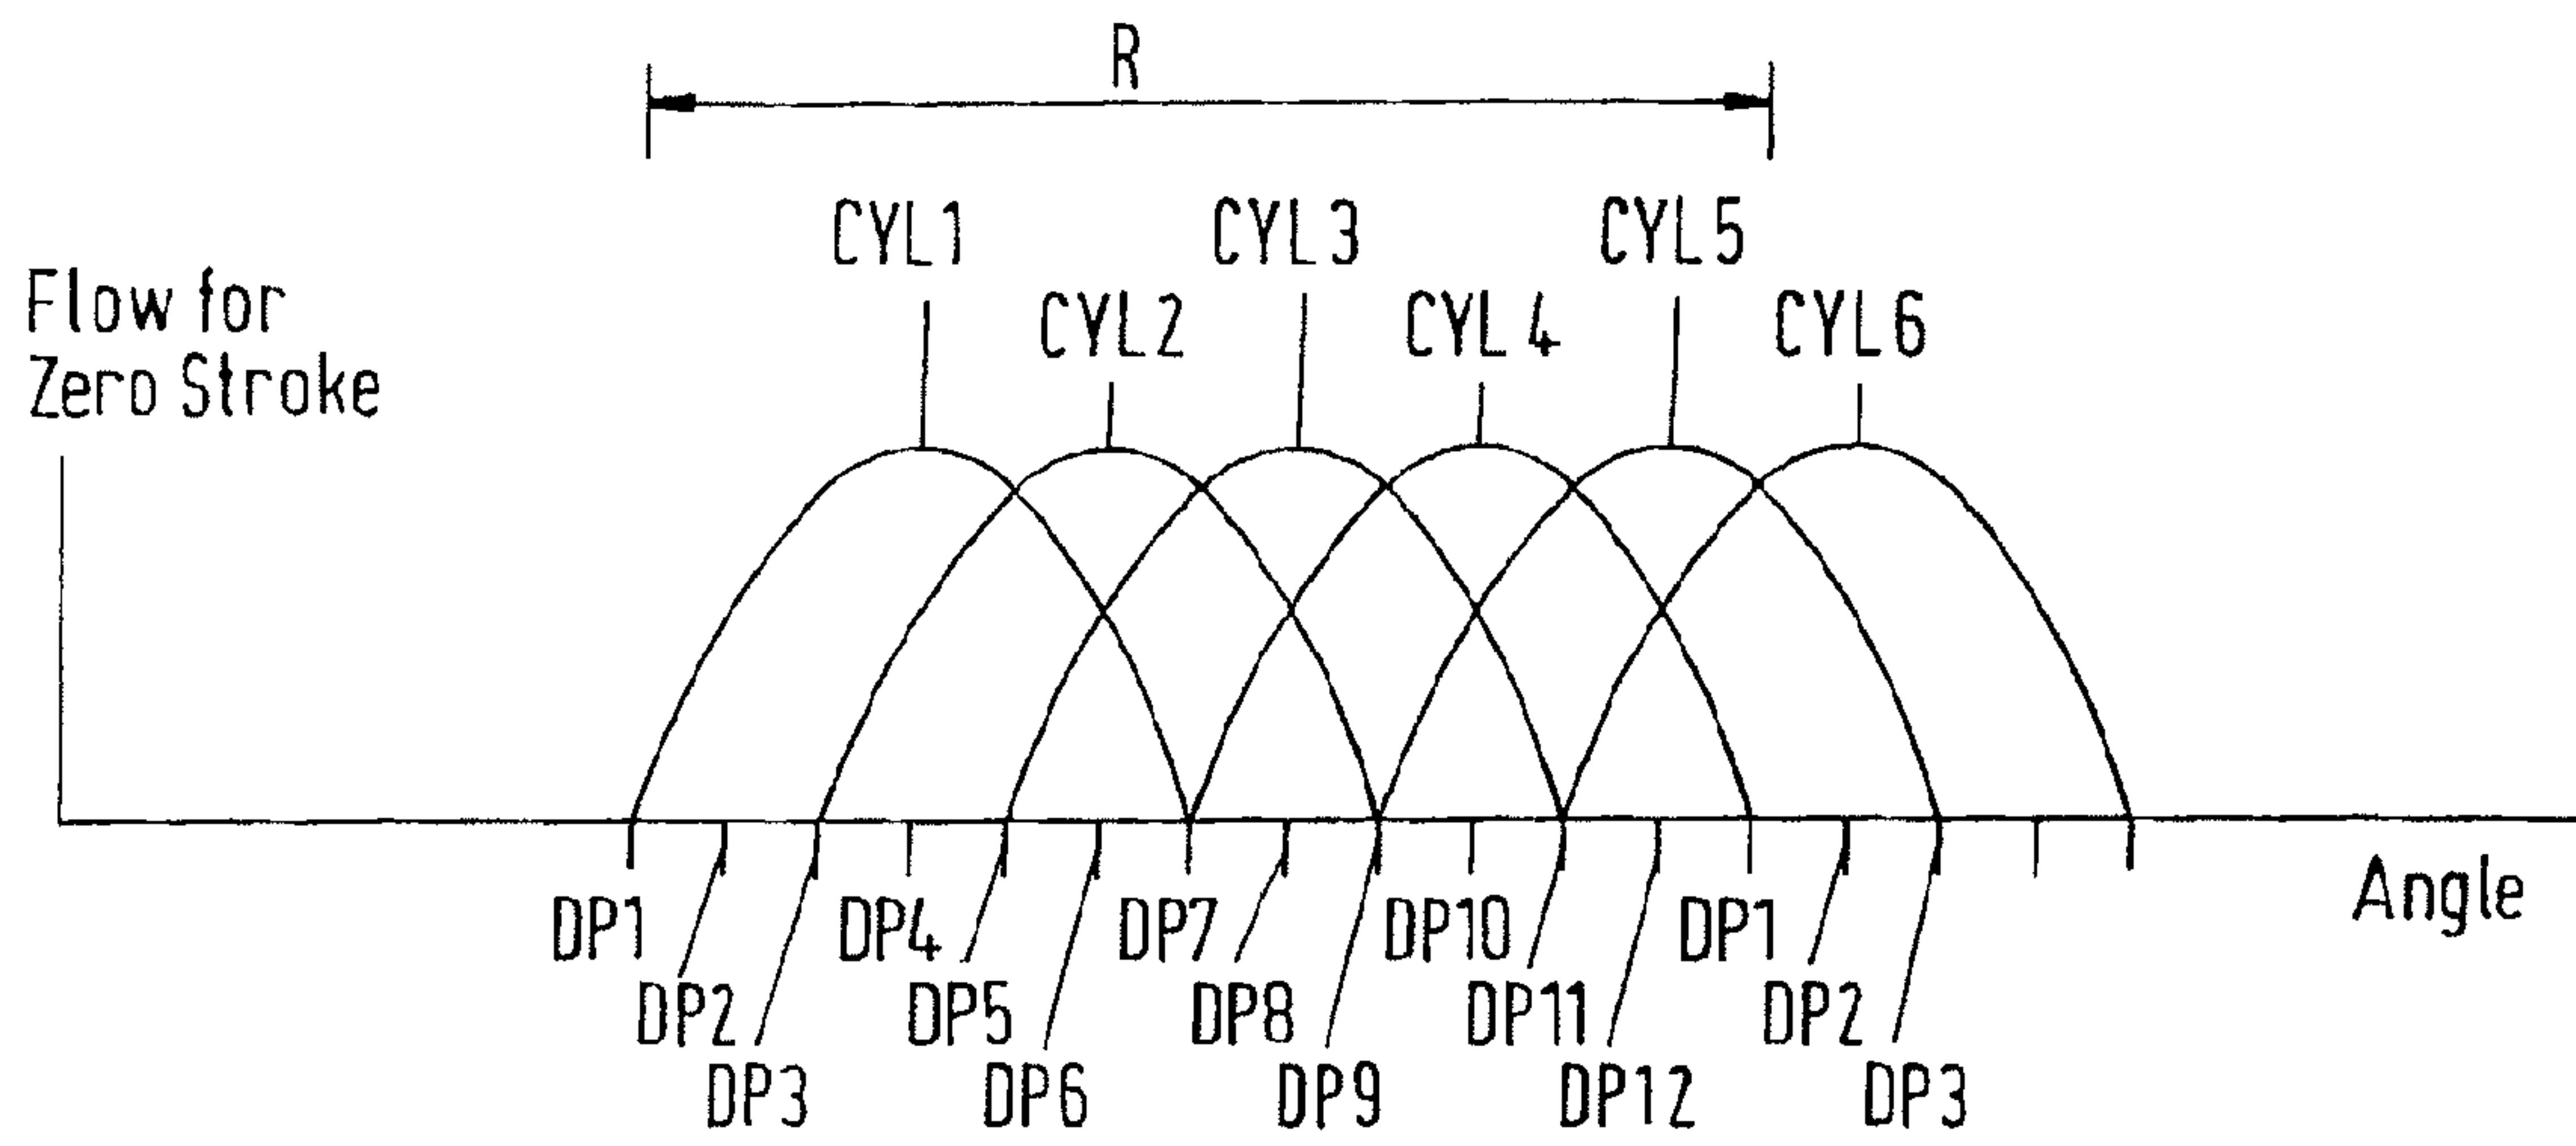 R
CYL1
CYL3
CYL5
CYL2
CYL4
CYL6
Flow for
Zero Stroke
DP1
DP4
DP7
DP10
DP1
Angle
DP2
DP5
DP8
DP11
DP2
DP3
DP6
DP9
DP12
DP3